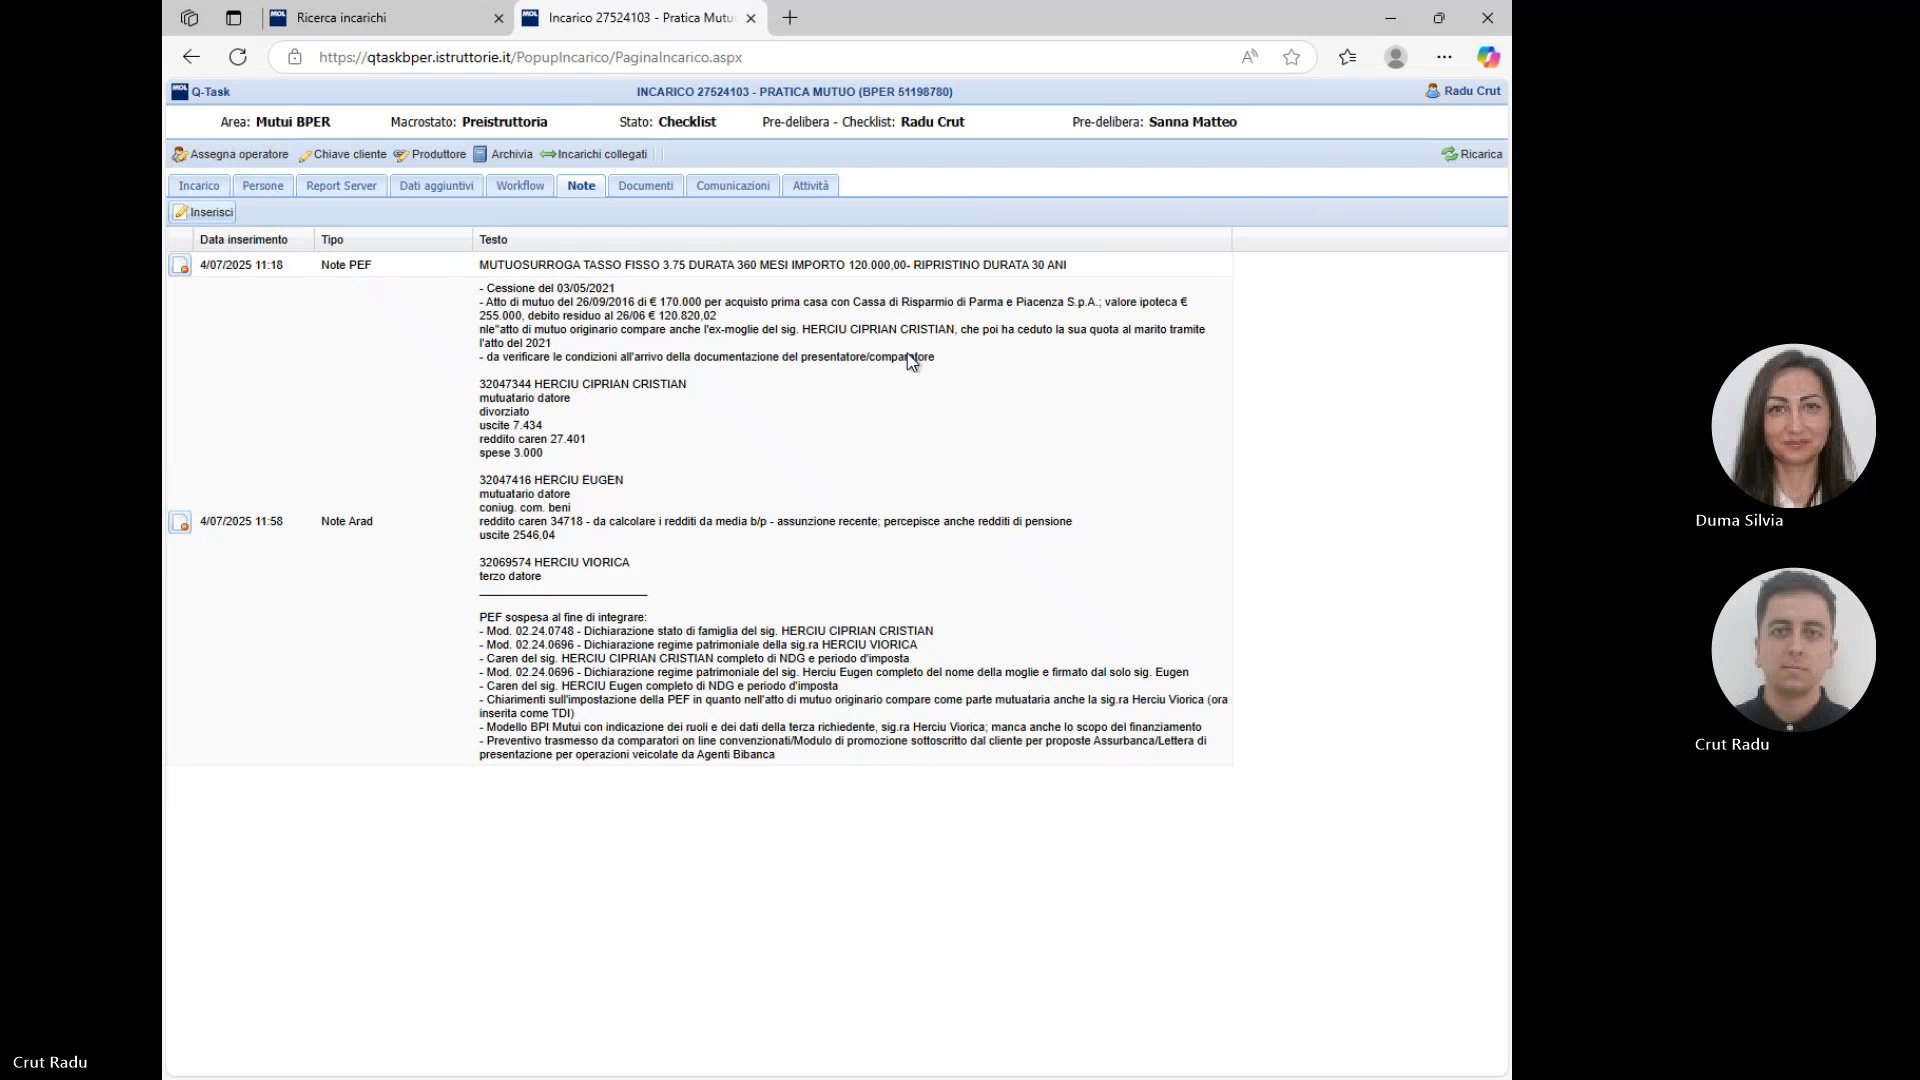 Ricerca incarichi
Incarico 27524103 - Pratica Mutu
https://qtaskbper.istruttorie.it/PopupIncarico/PaginaIncarico.aspx
MOL Q-Task
INCARICO 27524103 - PRATICA MUTUO (BPER 51198780)
Radu Crut
Area: Mutui BPER
Macrostato: Preistruttoria
Stato: Checklist
Pre-delibera - Checklist: Radu Crut
Pre-delibera: Sanna Matteo
Assegna operatore
Chiave cliente
Produttore
Archivia
Incarichi collegati
Ricarica
Incarico
Persone
Report Server
Dati aggiuntivi
Workflow
Note
Documenti
Comunicazioni
Attività
Inserisci
Data inserimento
Tipo
Testo
4/07/2025 11:18
Note PEF
MUTUOSURROGA TASSO FISSO 3.75 DURATA 360 MESI IMPORTO 120.000,00- RIPRISTINO DURATA 30 ANI
4/07/2025 11:58
Note Arad
- Cessione del 03/05/2021
- Atto di mutuo del 26/09/2016 di € 170.000 per acquisto prima casa con Cassa di Risparmio di Parma e Piacenza S.p.A.; valore ipoteca €
255.000, debito residuo al 26/06 € 120.820,02
nle"atto di mutuo originario compare anche l'ex-moglie del sig. HERCIU CIPRIAN CRISTIAN, che poi ha ceduto la sua quota al marito tramite
l'atto del 2021
- da verificare le condizioni all'arrivo della documentazione del presentatore/comparatore
32047344 HERCIU CIPRIAN CRISTIAN
mutuatario datore
divorziato
uscite 7.434
reddito caren 27.401
spese 3.000
32047416 HERCIU EUGEN
mutuatario datore
coniug. com. beni
reddito caren 34718 - da calcolare i redditi da media b/p - assunzione recente; percepisce anche redditi di pensione
uscite 2546,04
32069574 HERCIU VIORICA
terzo datore
___________________________
PEF sospesa al fine di integrare:
- Mod. 02.24.0748 - Dichiarazione stato di famiglia del sig. HERCIU CIPRIAN CRISTIAN
- Mod. 02.24.0696 - Dichiarazione regime patrimoniale della sig.ra HERCIU VIORICA
- Caren del sig. HERCIU CIPRIAN CRISTIAN completo di NDG e periodo d'imposta
- Mod. 02.24.0696 - Dichiarazione regime patrimoniale del sig. Herciu Eugen completo del nome della moglie e firmato dal solo sig. Eugen
- Caren del sig. HERCIU Eugen completo di NDG e periodo d'imposta
- Chiarimenti sull'impostazione della PEF in quanto nell'atto di mutuo originario compare come parte mutuataria anche la sig.ra Herciu Viorica (ora
inserita come TDI)
- Modello BPI Mutui con indicazione dei ruoli e dei dati della terza richiedente, sig.ra Herciu Viorica; manca anche lo scopo del finanziamento
- Preventivo trasmesso da comparatori on line convenzionati/Modulo di promozione sottoscritto dal cliente per proposte Assurbanca/Lettera di
presentazione per operazioni veicolate da Agenti Bibanca
Duma Silvia
Crut Radu
Crut Radu